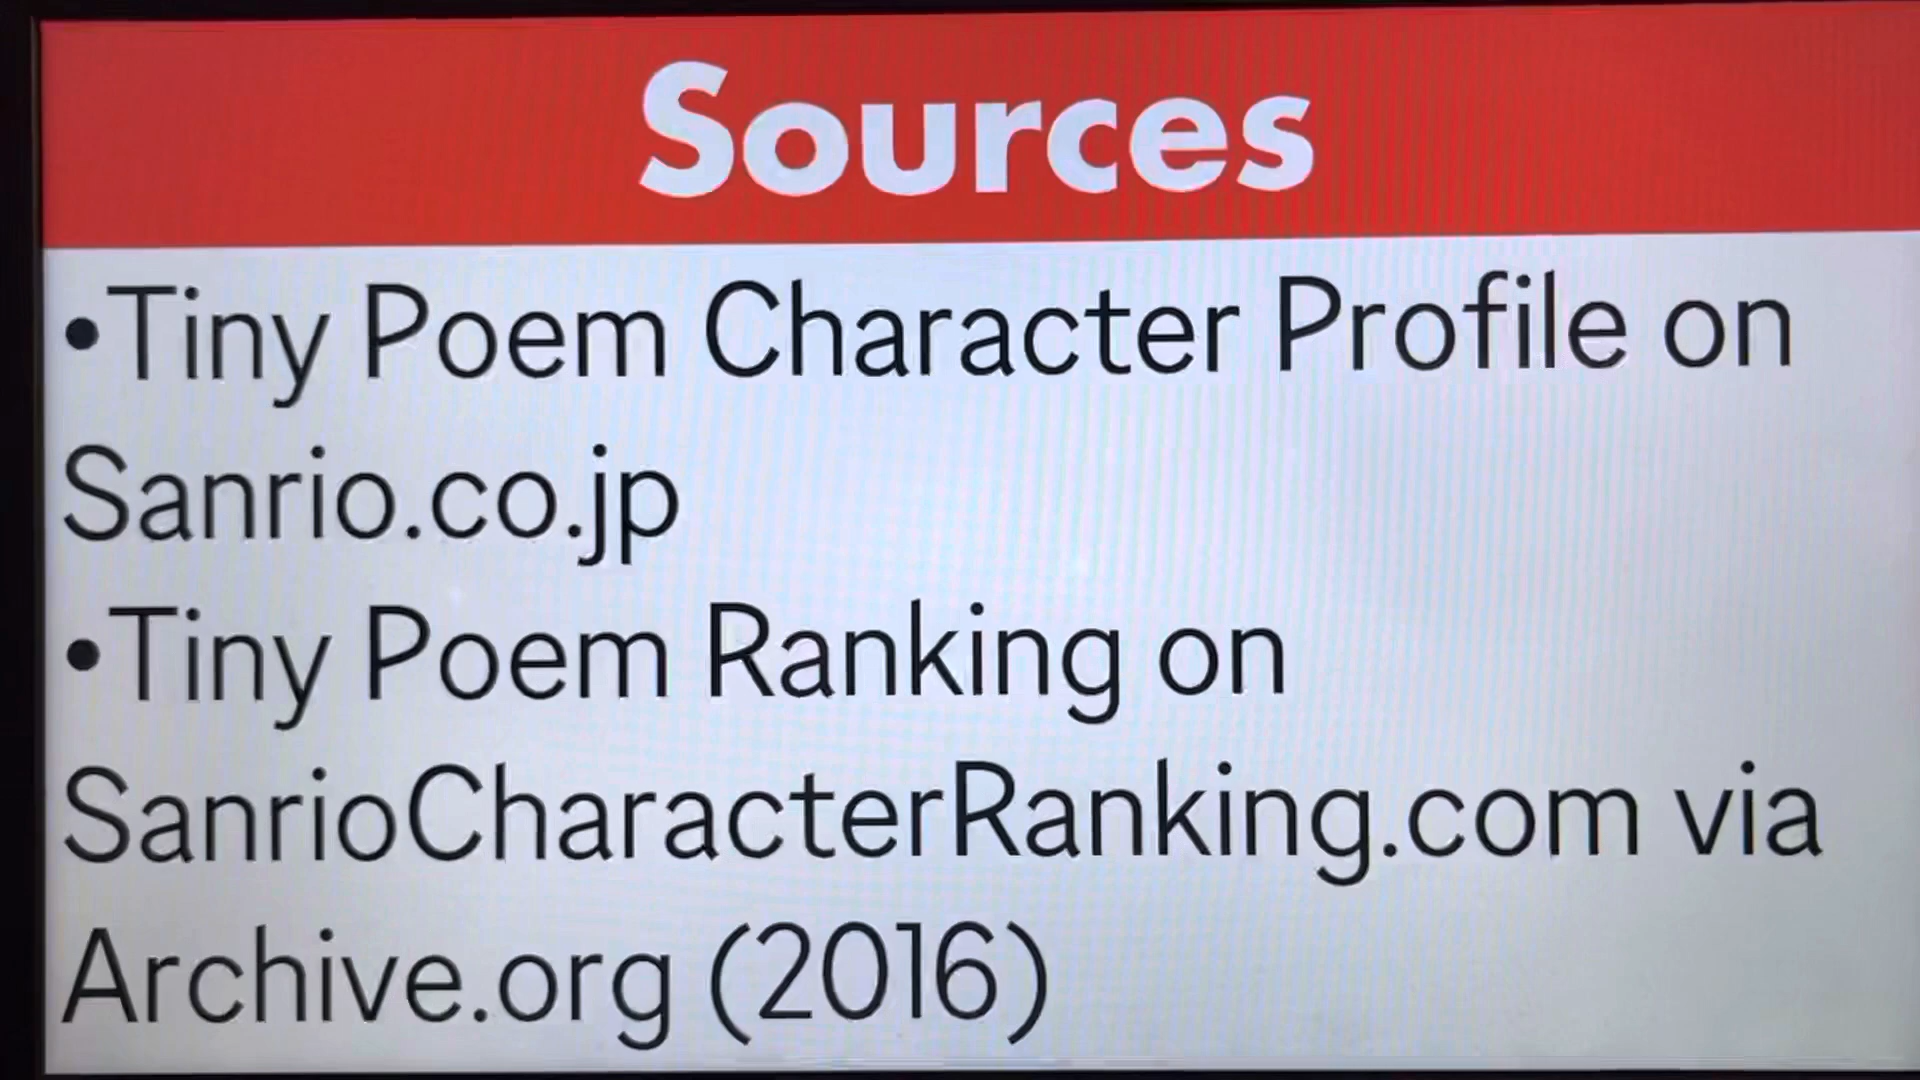 Sources
•Tiny Poem Character Profile on
Sanrio.co.jp
•Tiny Poem Ranking on
SanrioCharacterRanking.com via
Archive.org (2016)